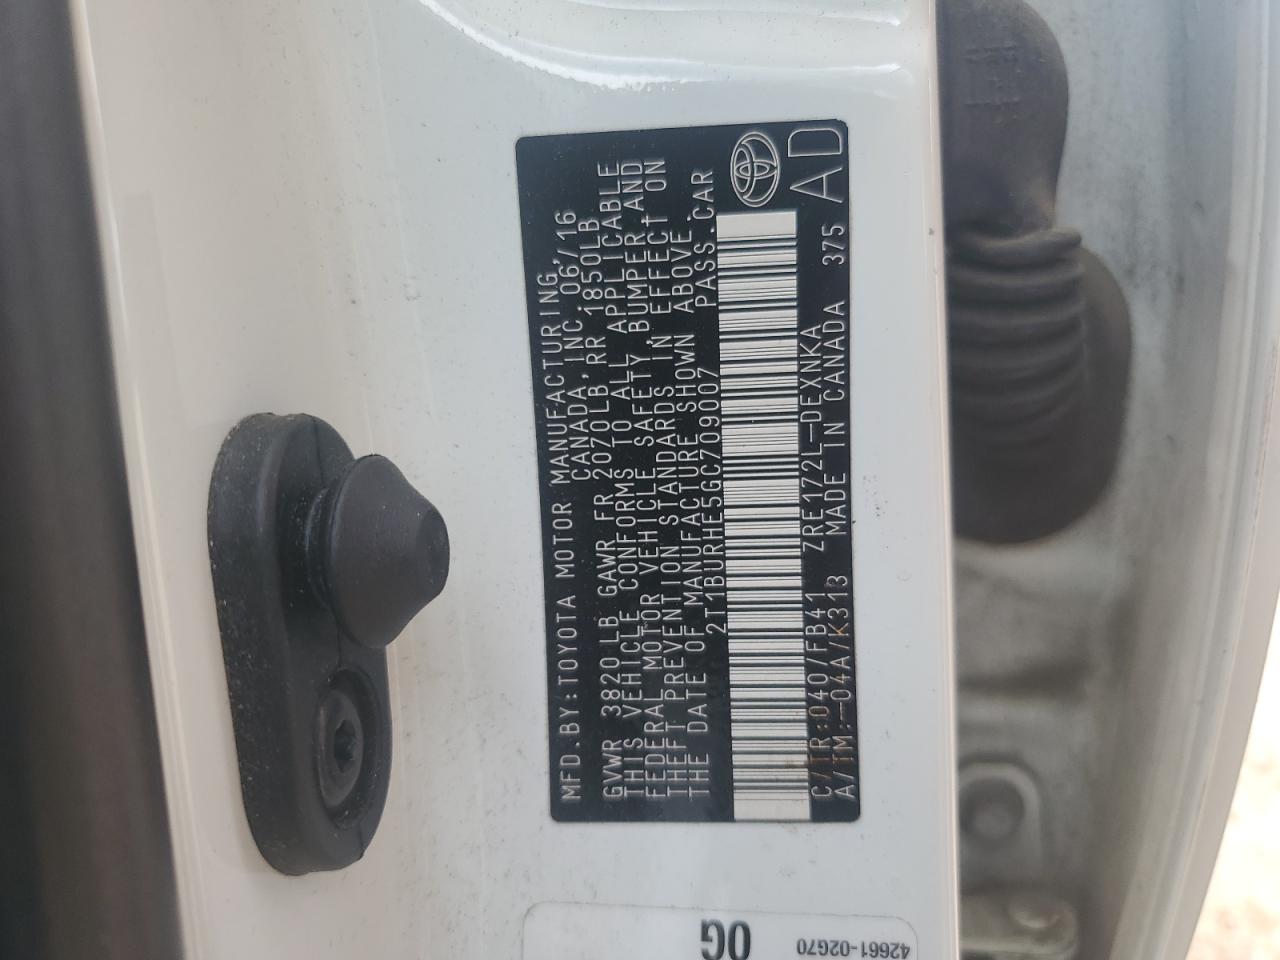 MFD.BY:TOYOTA MOTOR MANUFACTURING,
CANADA,INC. 06/16
GVWR 3820LB GAWR FR 2070LB RR 1850LB
THIS VEHICLE CONFORMS TO ALL APPLICABLE
FEDERAL MOTOR VEHICLE SAFETY,BUMPER,AND
THEFT PREVENTION STANDARDS IN EFFECT ON
THE DATE OF MANUFACTURE SHOWN ABOVE.
2T1BURHE5GC709007 PASS.CAR
C/TR:040/FB41 ZRE172L-DEXNKA 375
A/TM:-04A/K313 MADE IN CANADA
AD
0G
42661-02G70